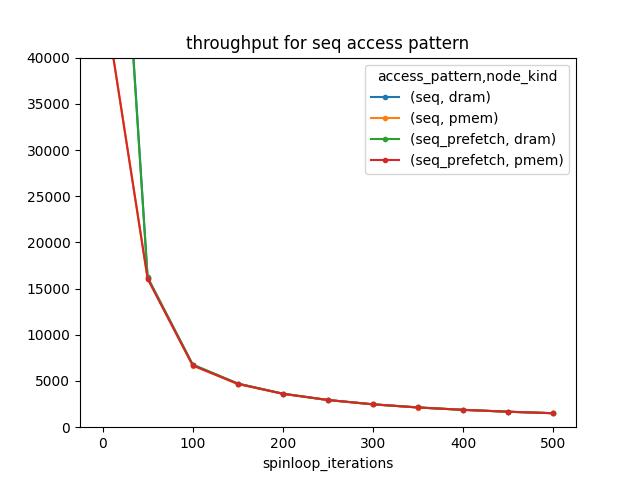 throughput for seq access pattern
40000
35000
30000
25000
20000
15000
10000
5000
0
access_pattern,node_kind
(seq, dram)
(seq, pmem)
(seq_prefetch, dram)
(seq_prefetch, pmem)
0 100 200 300 400 500
spinloop_iterations